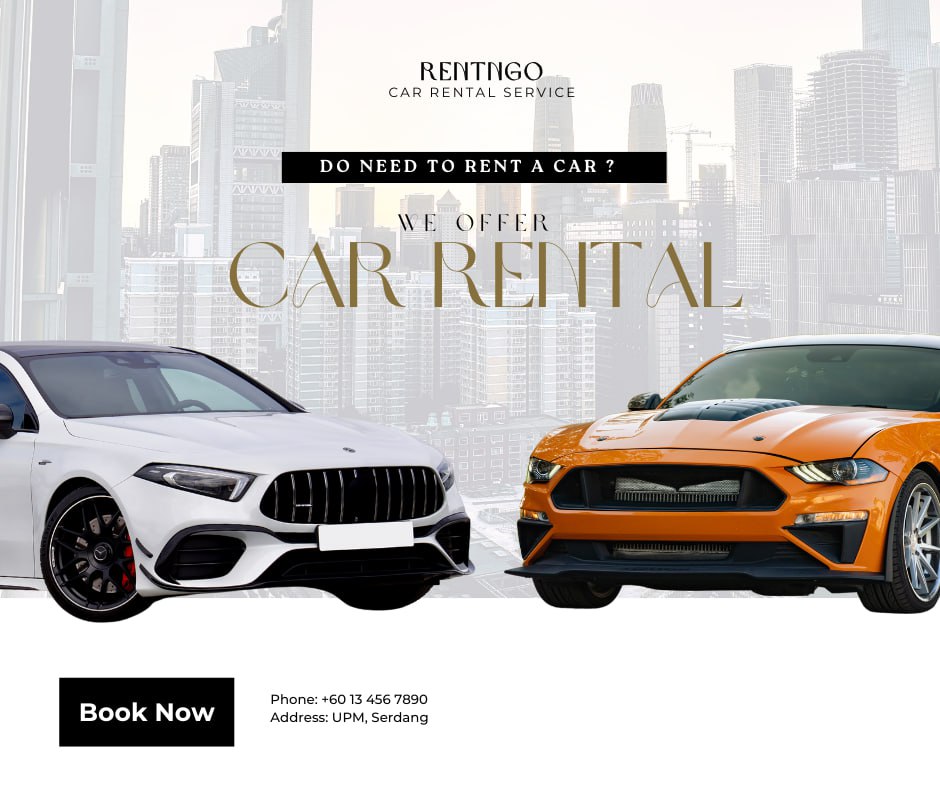 RENTNGO
CAR RENTAL SERVICE
DO NEED TO RENT A CAR ?
WE OFFER
CAR RENTAL
Book Now
Phone: +60 13 456 7890
Address: UPM, Serdang